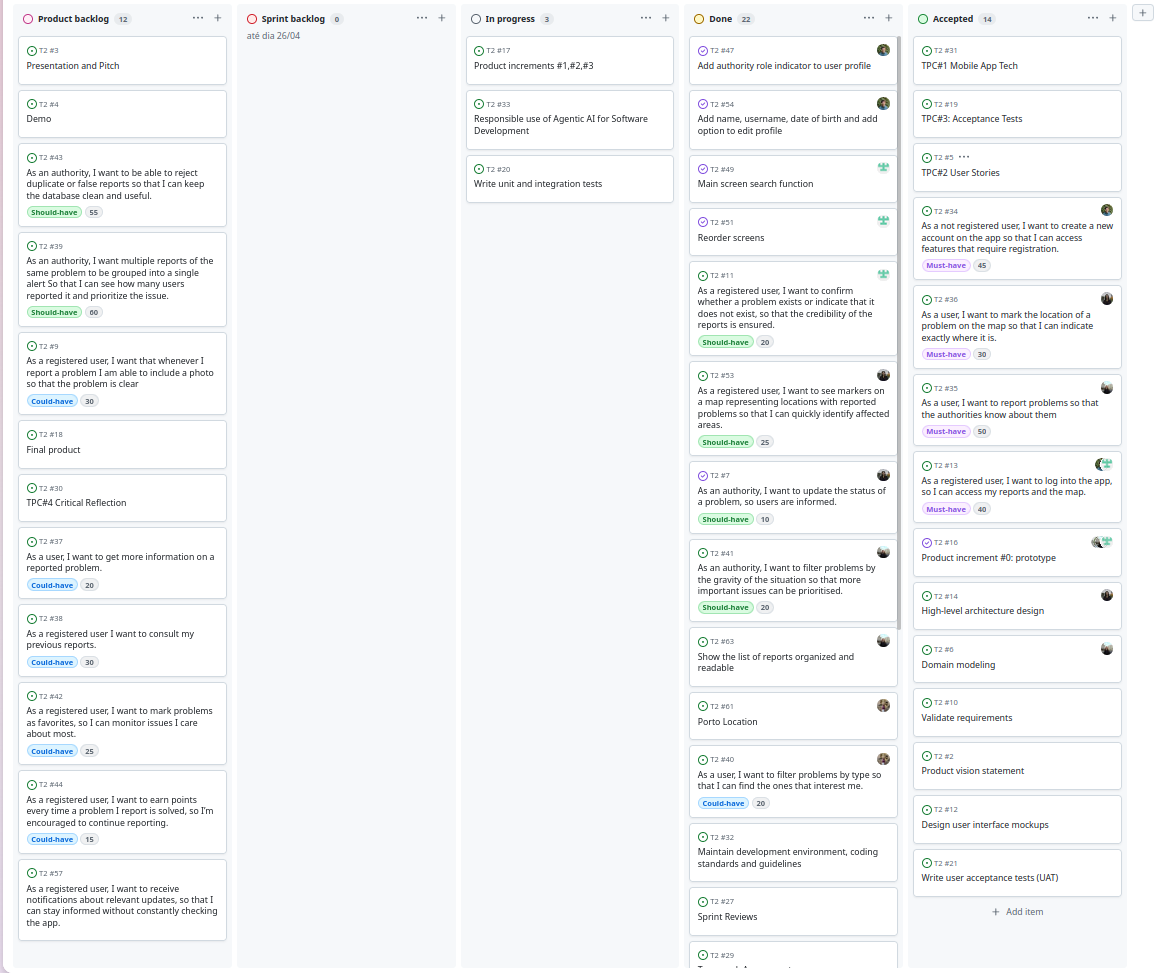 Product backlog 12
T2 #3
Presentation and Pitch
T2 #4
Demo
T2 #43
As an authority, I want to be able to reject
duplicate or false reports so that I can keep
the database clean and useful.
Should-have 55
T2 #39
As an authority, I want multiple reports of the
same problem to be grouped into a single
alert So that I can see how many users
reported it and prioritize the issue.
Should-have 60
T2 #9
As a registered user, I want that whenever I
report a problem I am able to include a photo
so that the problem is clear
Could-have 30
T2 #18
Final product
T2 #30
TPC#4 Critical Reflection
T2 #37
As a user, I want to get more information on a
reported problem.
Could-have 20
T2 #38
As a registered user I want to consult my
previous reports.
Could-have 30
T2 #42
As a registered user, I want to mark problems
as favorites, so I can monitor issues I care
about most.
Could-have 25
T2 #44
As a registered user, I want to earn points
every time a problem I report is solved, so I'm
encouraged to continue reporting.
Could-have 15
T2 #57
As a registered user, I want to receive
notifications about relevant updates, so that I
can stay informed without constantly checking
the app.
Sprint backlog 0
até dia 26/04
In progress 3
T2 #17
Product increments #1,#2,#3
T2 #33
Responsible use of Agentic AI for Software
Development
T2 #20
Write unit and integration tests
Done 22
T2 #47
Add authority role indicator to user profile
T2 #54
Add name, username, date of birth and add
option to edit profile
T2 #49
Main screen search function
T2 #51
Reorder screens
T2 #11
As a registered user, I want to confirm
whether a problem exists or indicate that it
does not exist, so that the credibility of the
reports is ensured.
Should-have 20
T2 #53
As a registered user, I want to see markers on
a map representing locations with reported
problems so that I can quickly identify affected
areas.
Should-have 25
T2 #7
As an authority, I want to update the status of
a problem, so users are informed.
Should-have 10
T2 #41
As an authority, I want to filter problems by
the gravity of the situation so that more
important issues can be prioritised.
Should-have 20
T2 #63
Show the list of reports organized and
readable
T2 #61
Porto Location
T2 #40
As a user, I want to filter problems by type so
that I can find the ones that interest me.
Could-have 20
T2 #32
Maintain development environment, coding
standards and guidelines
T2 #27
Sprint Reviews
T2 #29
Accepted 14
T2 #31
TPC#1 Mobile App Tech
T2 #19
TPC#3: Acceptance Tests
T2 #5
TPC#2 User Stories
T2 #34
As a not registered user, I want to create a new
account on the app so that I can access
features that require registration.
Must-have 45
T2 #36
As a user, I want to mark the location of a
problem on the map so that I can indicate
exactly where it is.
Must-have 30
T2 #35
As a user, I want to report problems so that
the authorities know about them
Must-have 50
T2 #13
As a registered user, I want to log into the app,
so I can access my reports and the map.
Must-have 40
T2 #16
Product increment #0: prototype
T2 #14
High-level architecture design
T2 #6
Domain modeling
T2 #10
Validate requirements
T2 #2
Product vision statement
T2 #12
Design user interface mockups
T2 #21
Write user acceptance tests (UAT)
+ Add item